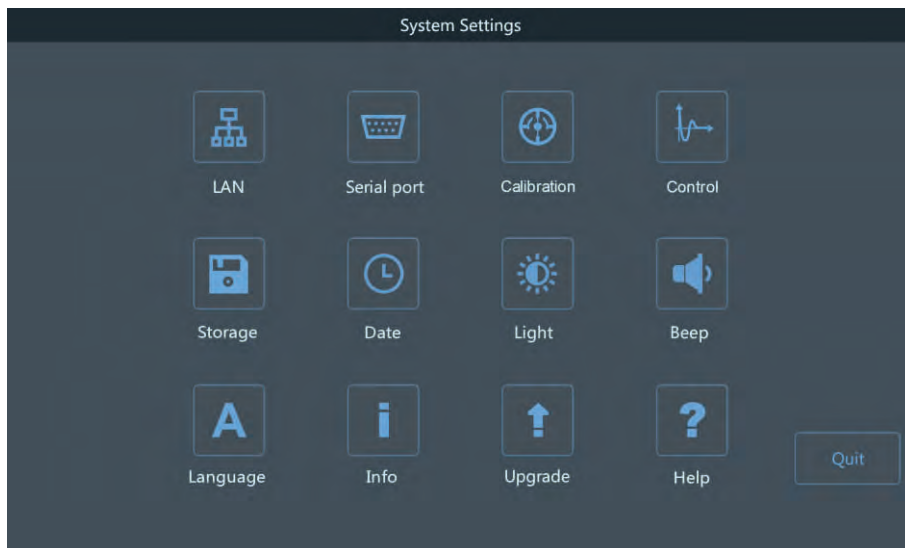 System Settings
LAN Serial port Calibration Control
Storage Date Light Beep
A i ?
Language Info Upgrade Help
Quit